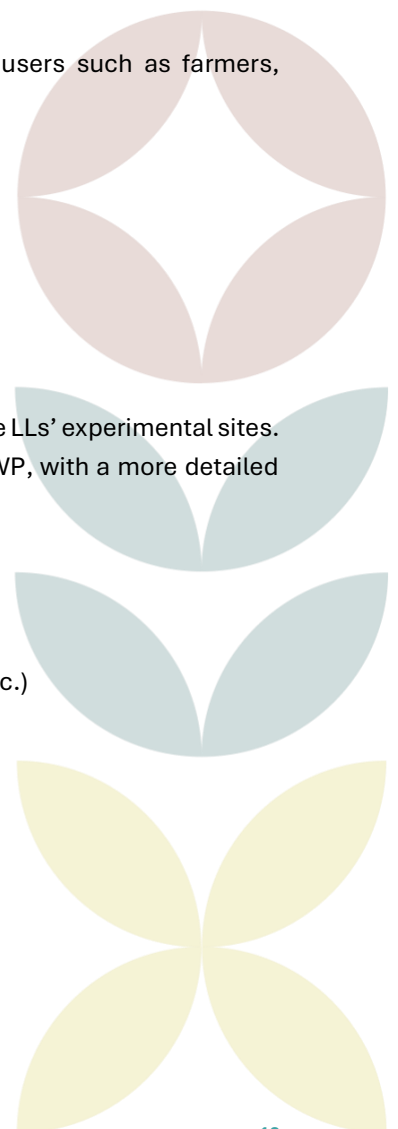 users such as farmers,
LLs’ experimental sites.
WP, with a more detailed
c.)